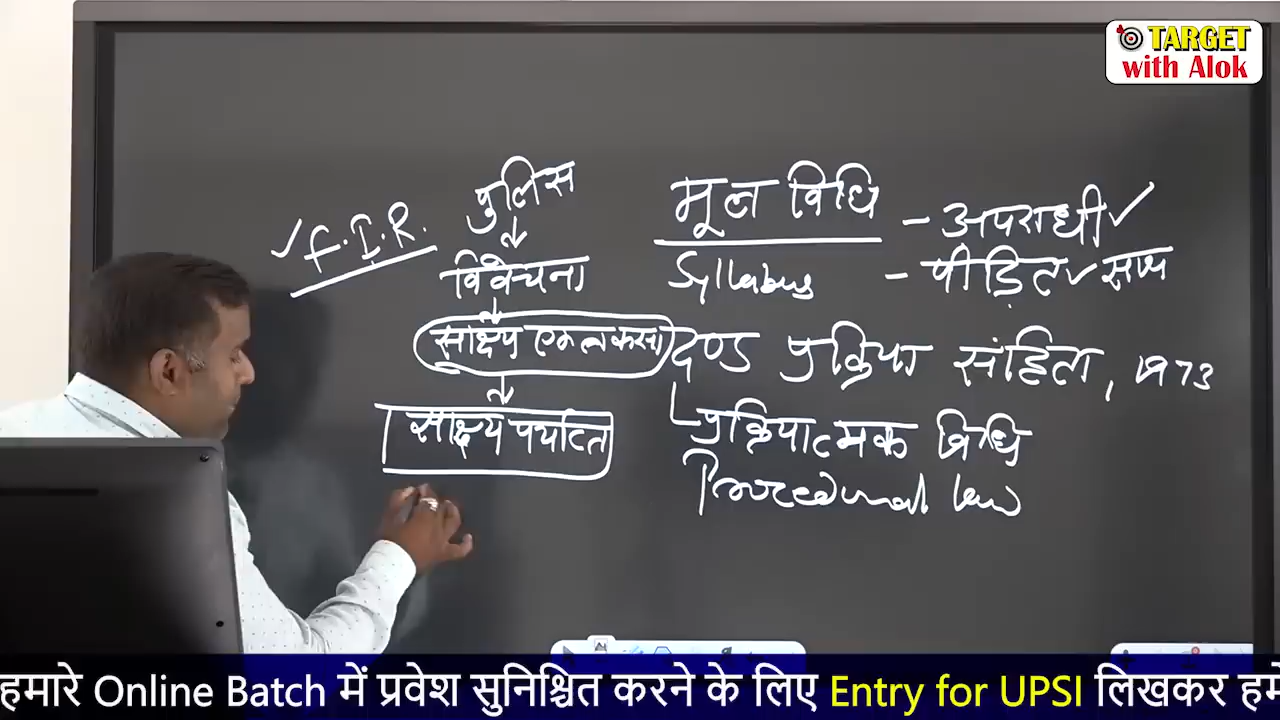 TARGET
with Alok
✓ F.I.R.
पुलिस
विवेचना
साक्ष्य एकत्र करना
साक्ष्य पर्याप्त
मूल विधि
Syllabus
- अपराधी ✓
- पीड़ित ✓
दण्ड प्रक्रिया संहिता, 1973
प्रक्रियात्मक विधि
Procedural law
हमारे Online Batch में प्रवेश सुनिश्चित करने के लिए Entry for UPSI लिखकर हमे